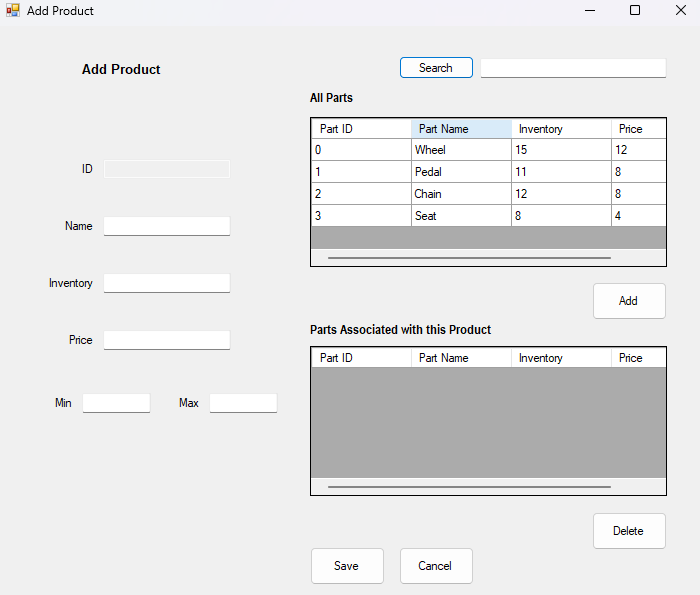 Add Product
Add Product
Search
All Parts
Part ID Part Name Inventory Price
0 Wheel 15 12
1 Pedal 11 8
2 Chain 12 8
3 Seat 8 4
ID
Name
Inventory
Price
Min Max
Add
Parts Associated with this Product
Part ID Part Name Inventory Price
Delete
Save Cancel